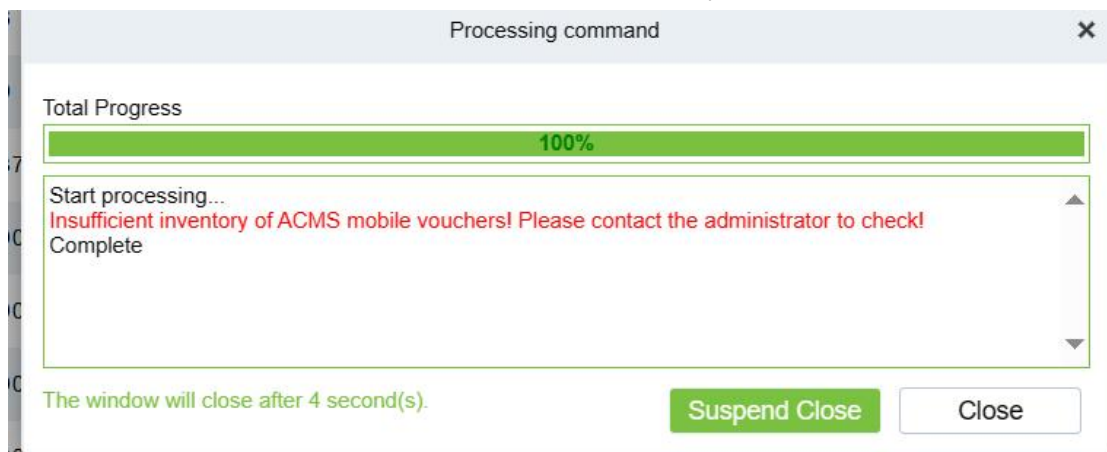 Processing command
Total Progress
100%
Start processing...
Insufficient inventory of ACMS mobile vouchers! Please contact the administrator to check!
Complete
The window will close after 4 second(s).
Suspend Close
Close